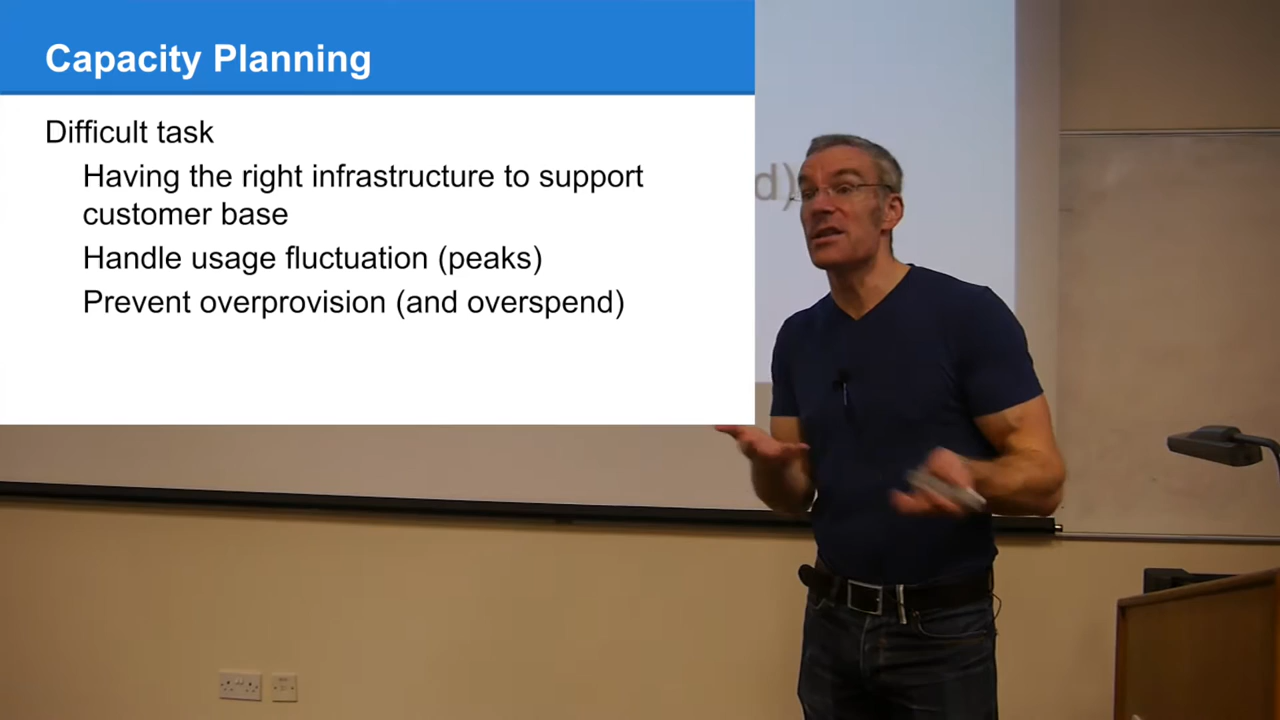 Capacity Planning
Difficult task
Having the right infrastructure to support
customer base
Handle usage fluctuation (peaks)
Prevent overprovision (and overspend)
d)